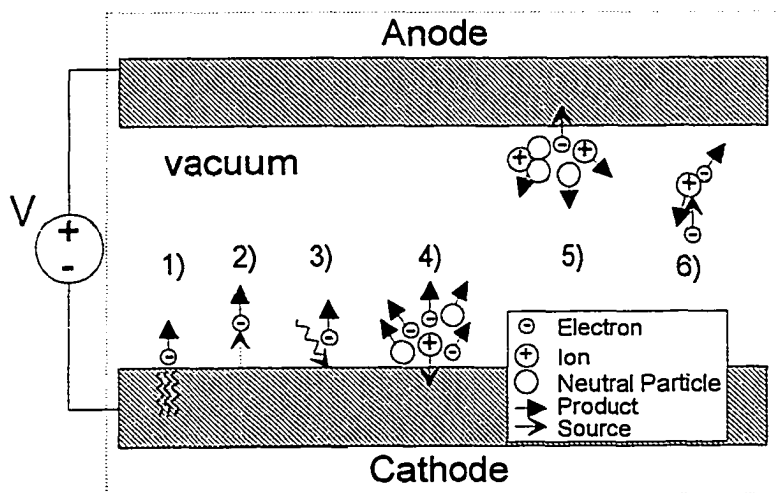 Anode
vacuum
V
+
-
1)
2)
3)
4)
5)
6)
Electron
Ion
Neutral Particle
Product
Source
Cathode